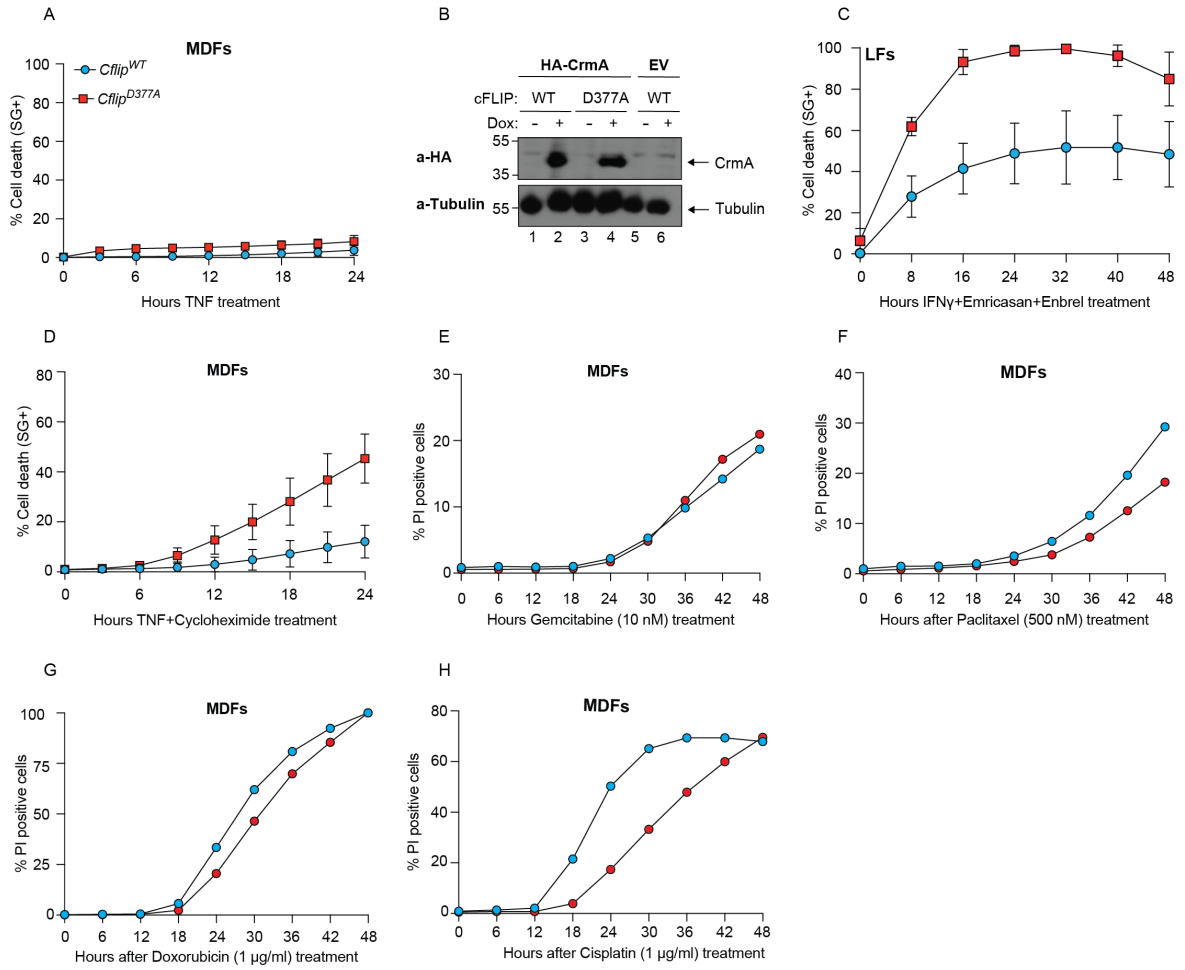 A
MDFs
Cflip^WT
Cflip^D377A
% Cell death (SG+)
100
80
60
40
20
0
0 6 12 18 24
Hours TNF treatment
B
HA-CrmA EV
cFLIP: WT D377A WT
Dox: - + - + - +
55
a-HA
CrmA
35
a-Tubulin
55
Tubulin
1 2 3 4 5 6
C
LFs
% Cell death (SG+)
100
80
60
40
20
0
0 8 16 24 32 40 48
Hours IFNγ+Emricasan+Enbrel treatment
D
MDFs
% Cell death (SG+)
80
60
40
20
0
0 6 12 18 24
Hours TNF+Cycloheximide treatment
E
MDFs
% PI positive cells
30
20
10
0
0 6 12 18 24 30 36 42 48
Hours Gemcitabine (10 nM) treatment
F
MDFs
% PI positive cells
40
30
20
10
0
0 6 12 18 24 30 36 42 48
Hours after Paclitaxel (500 nM) treatment
G
MDFs
% PI positive cells
100
75
50
25
0
0 6 12 18 24 30 36 42 48
Hours after Doxorubicin (1 µg/ml) treatment
H
MDFs
% PI positive cells
80
60
40
20
0
0 6 12 18 24 30 36 42 48
Hours after Cisplatin (1 µg/ml) treatment